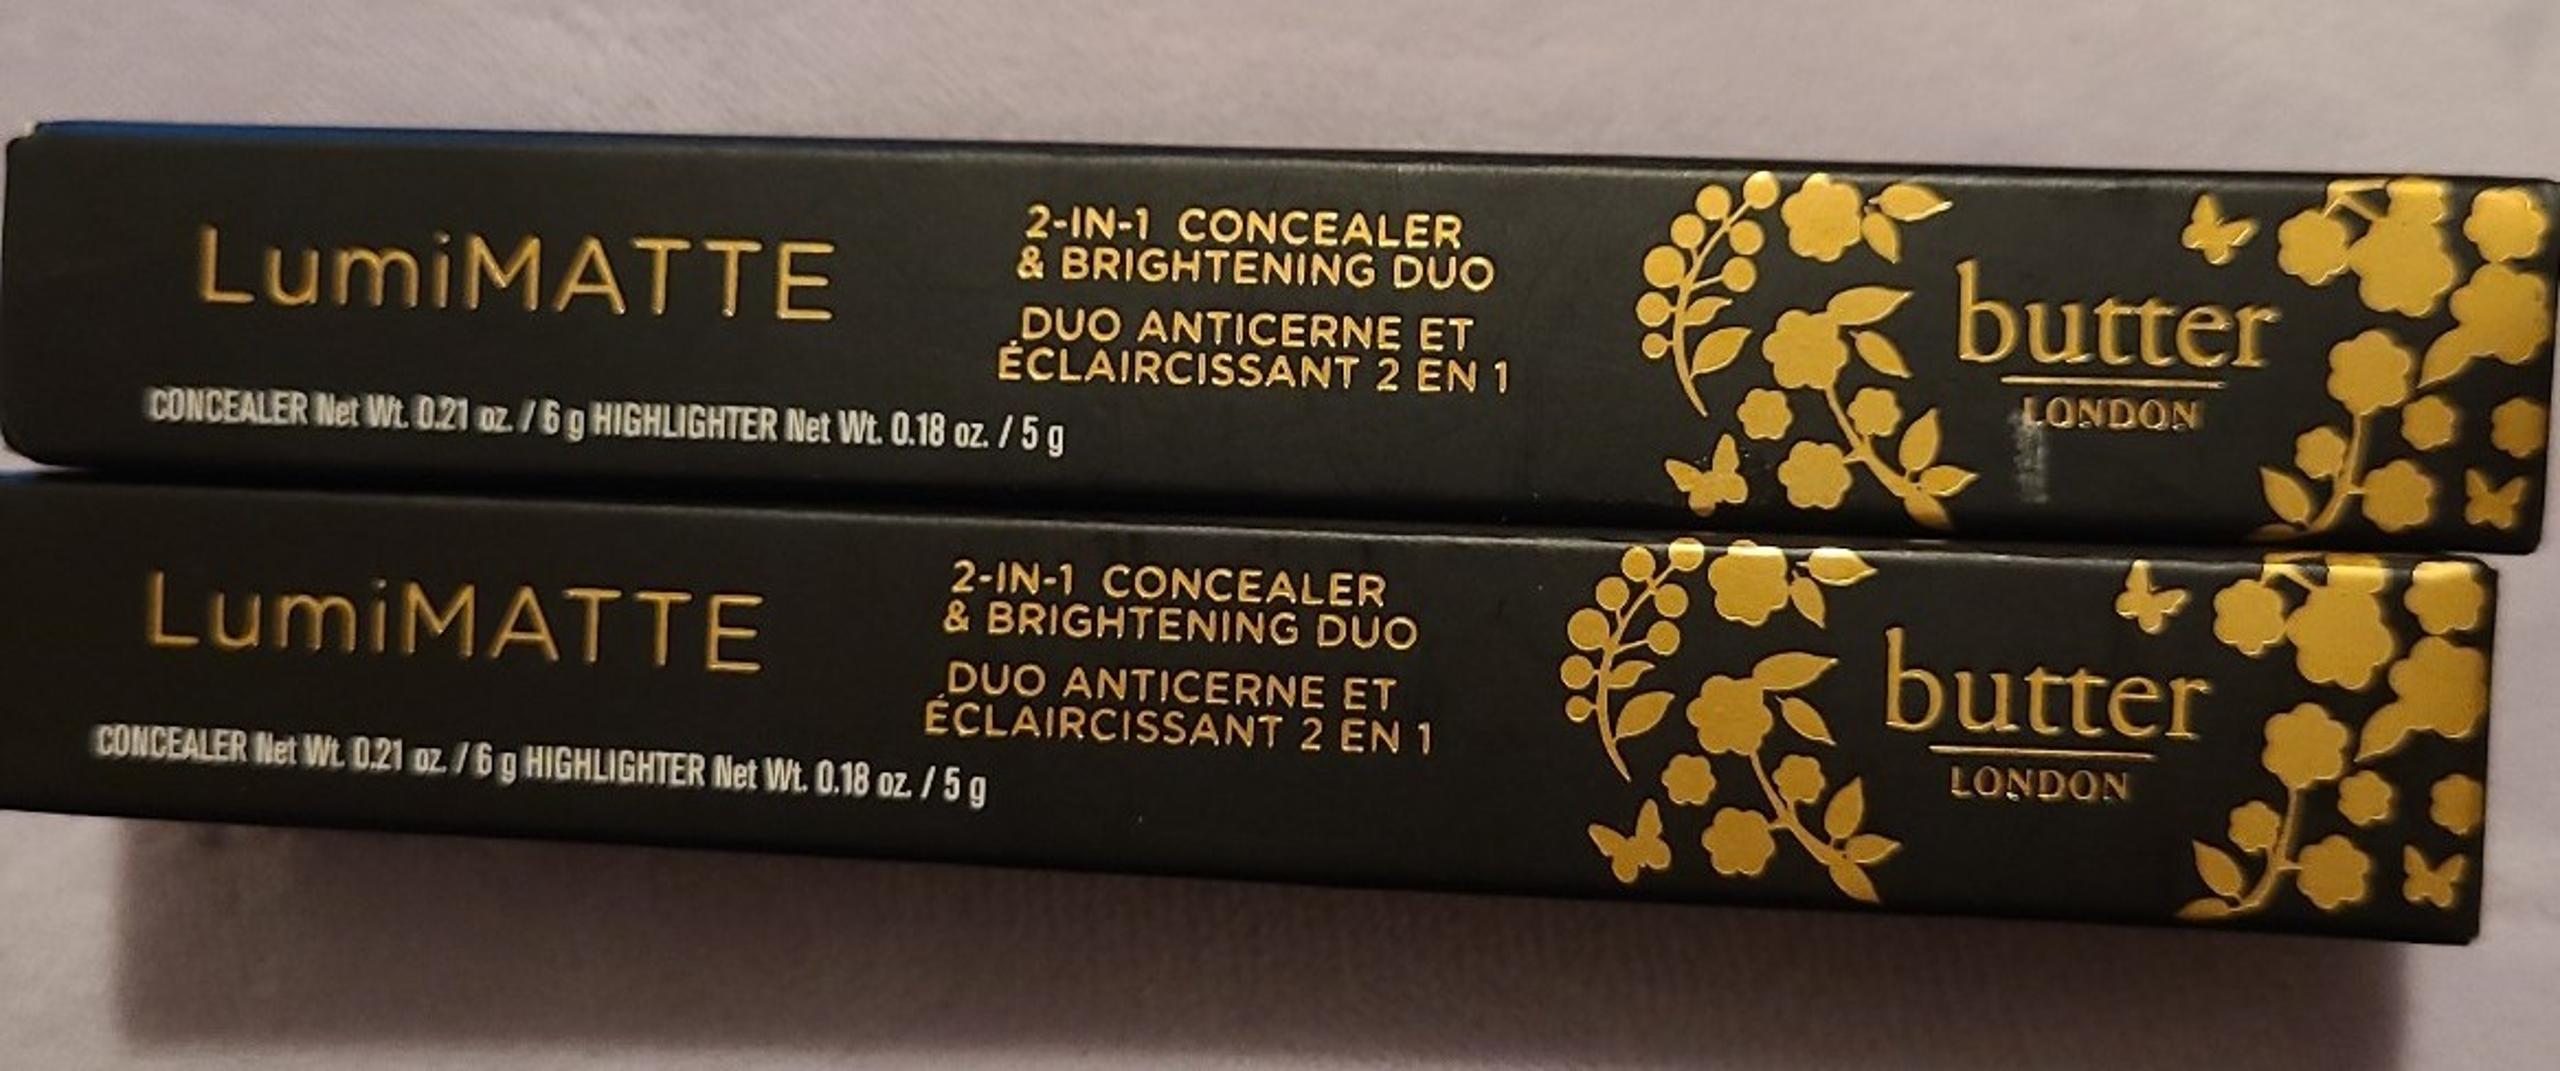 LumiMATTE
CONCEALER Net Wt. 0.21 oz. / 6 g HIGHLIGHTER Net Wt. 0.18 oz. / 5 g
2-IN-1 CONCEALER
& BRIGHTENING DUO
DUO ANTICERNE ET
ÉCLAIRCISSANT 2 EN 1
butter
LONDON
LumiMATTE
CONCEALER Net Wt. 0.21 oz. / 6 g HIGHLIGHTER Net Wt. 0.18 oz. / 5 g
2-IN-1 CONCEALER
& BRIGHTENING DUO
DUO ANTICERNE ET
ÉCLAIRCISSANT 2 EN 1
butter
LONDON